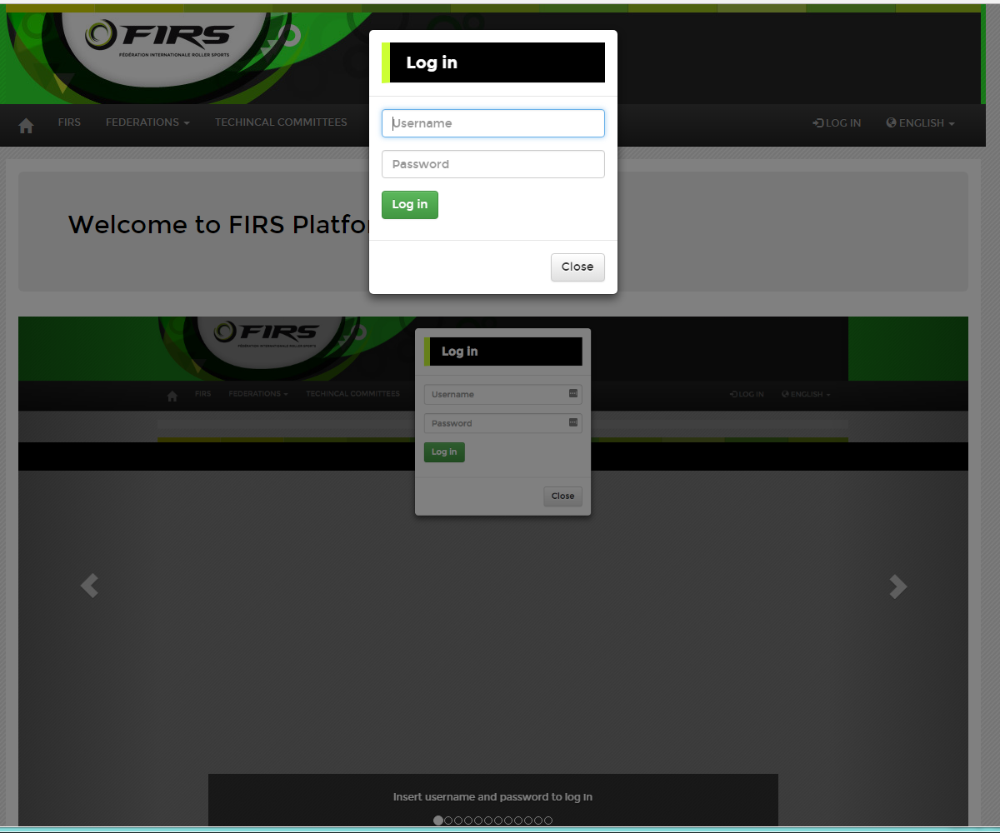 FIRS
FÉDÉRATION INTERNATIONALE ROLLER SPORTS
FIRS
FEDERATIONS
TECHINCAL COMMITTEES
LOG IN
ENGLISH
Log in
Username
Password
Log in
Close
Welcome to FIRS Platfo
FIRS
FÉDÉRATION INTERNATIONALE ROLLER SPORTS
FIRS
FEDERATIONS
TECHINCAL COMMITTEES
LOG IN
ENGLISH
Log in
Username
Password
Log in
Close
Insert username and password to log in